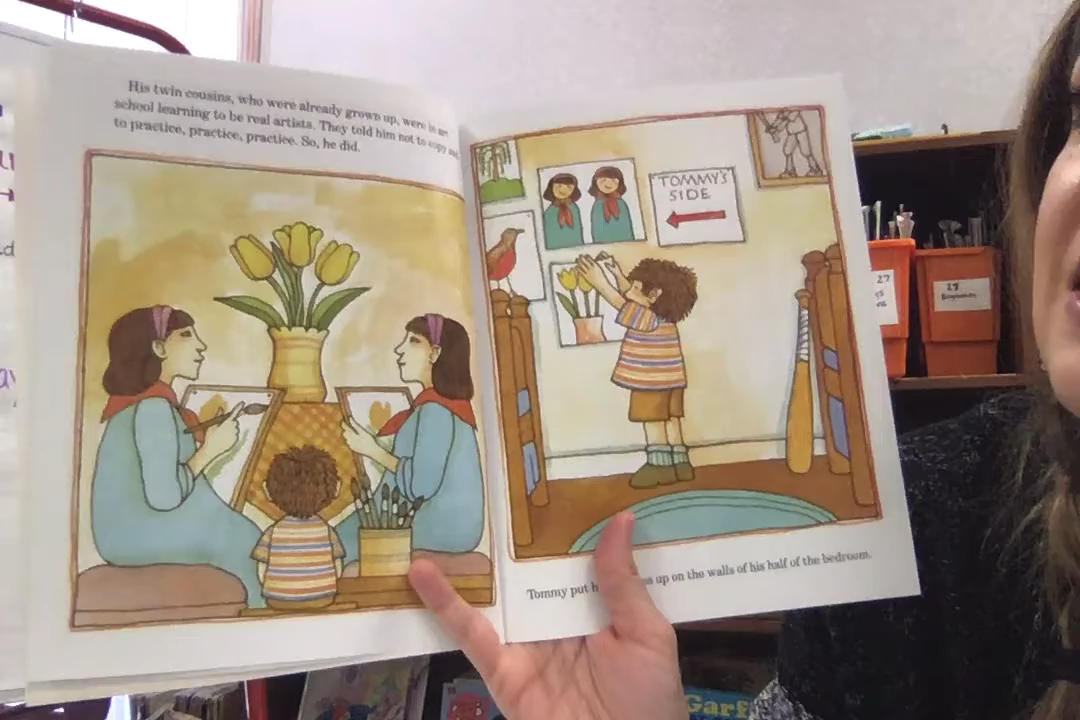 His twin cousins, who were already grown up, were in
school learning to be real artists. They told him not to copy and
to practice, practice, practice. So, he did.
TOMMY'S
SIDE
Tommy put up on the walls of his half of the bedroom.
27
27
Garf